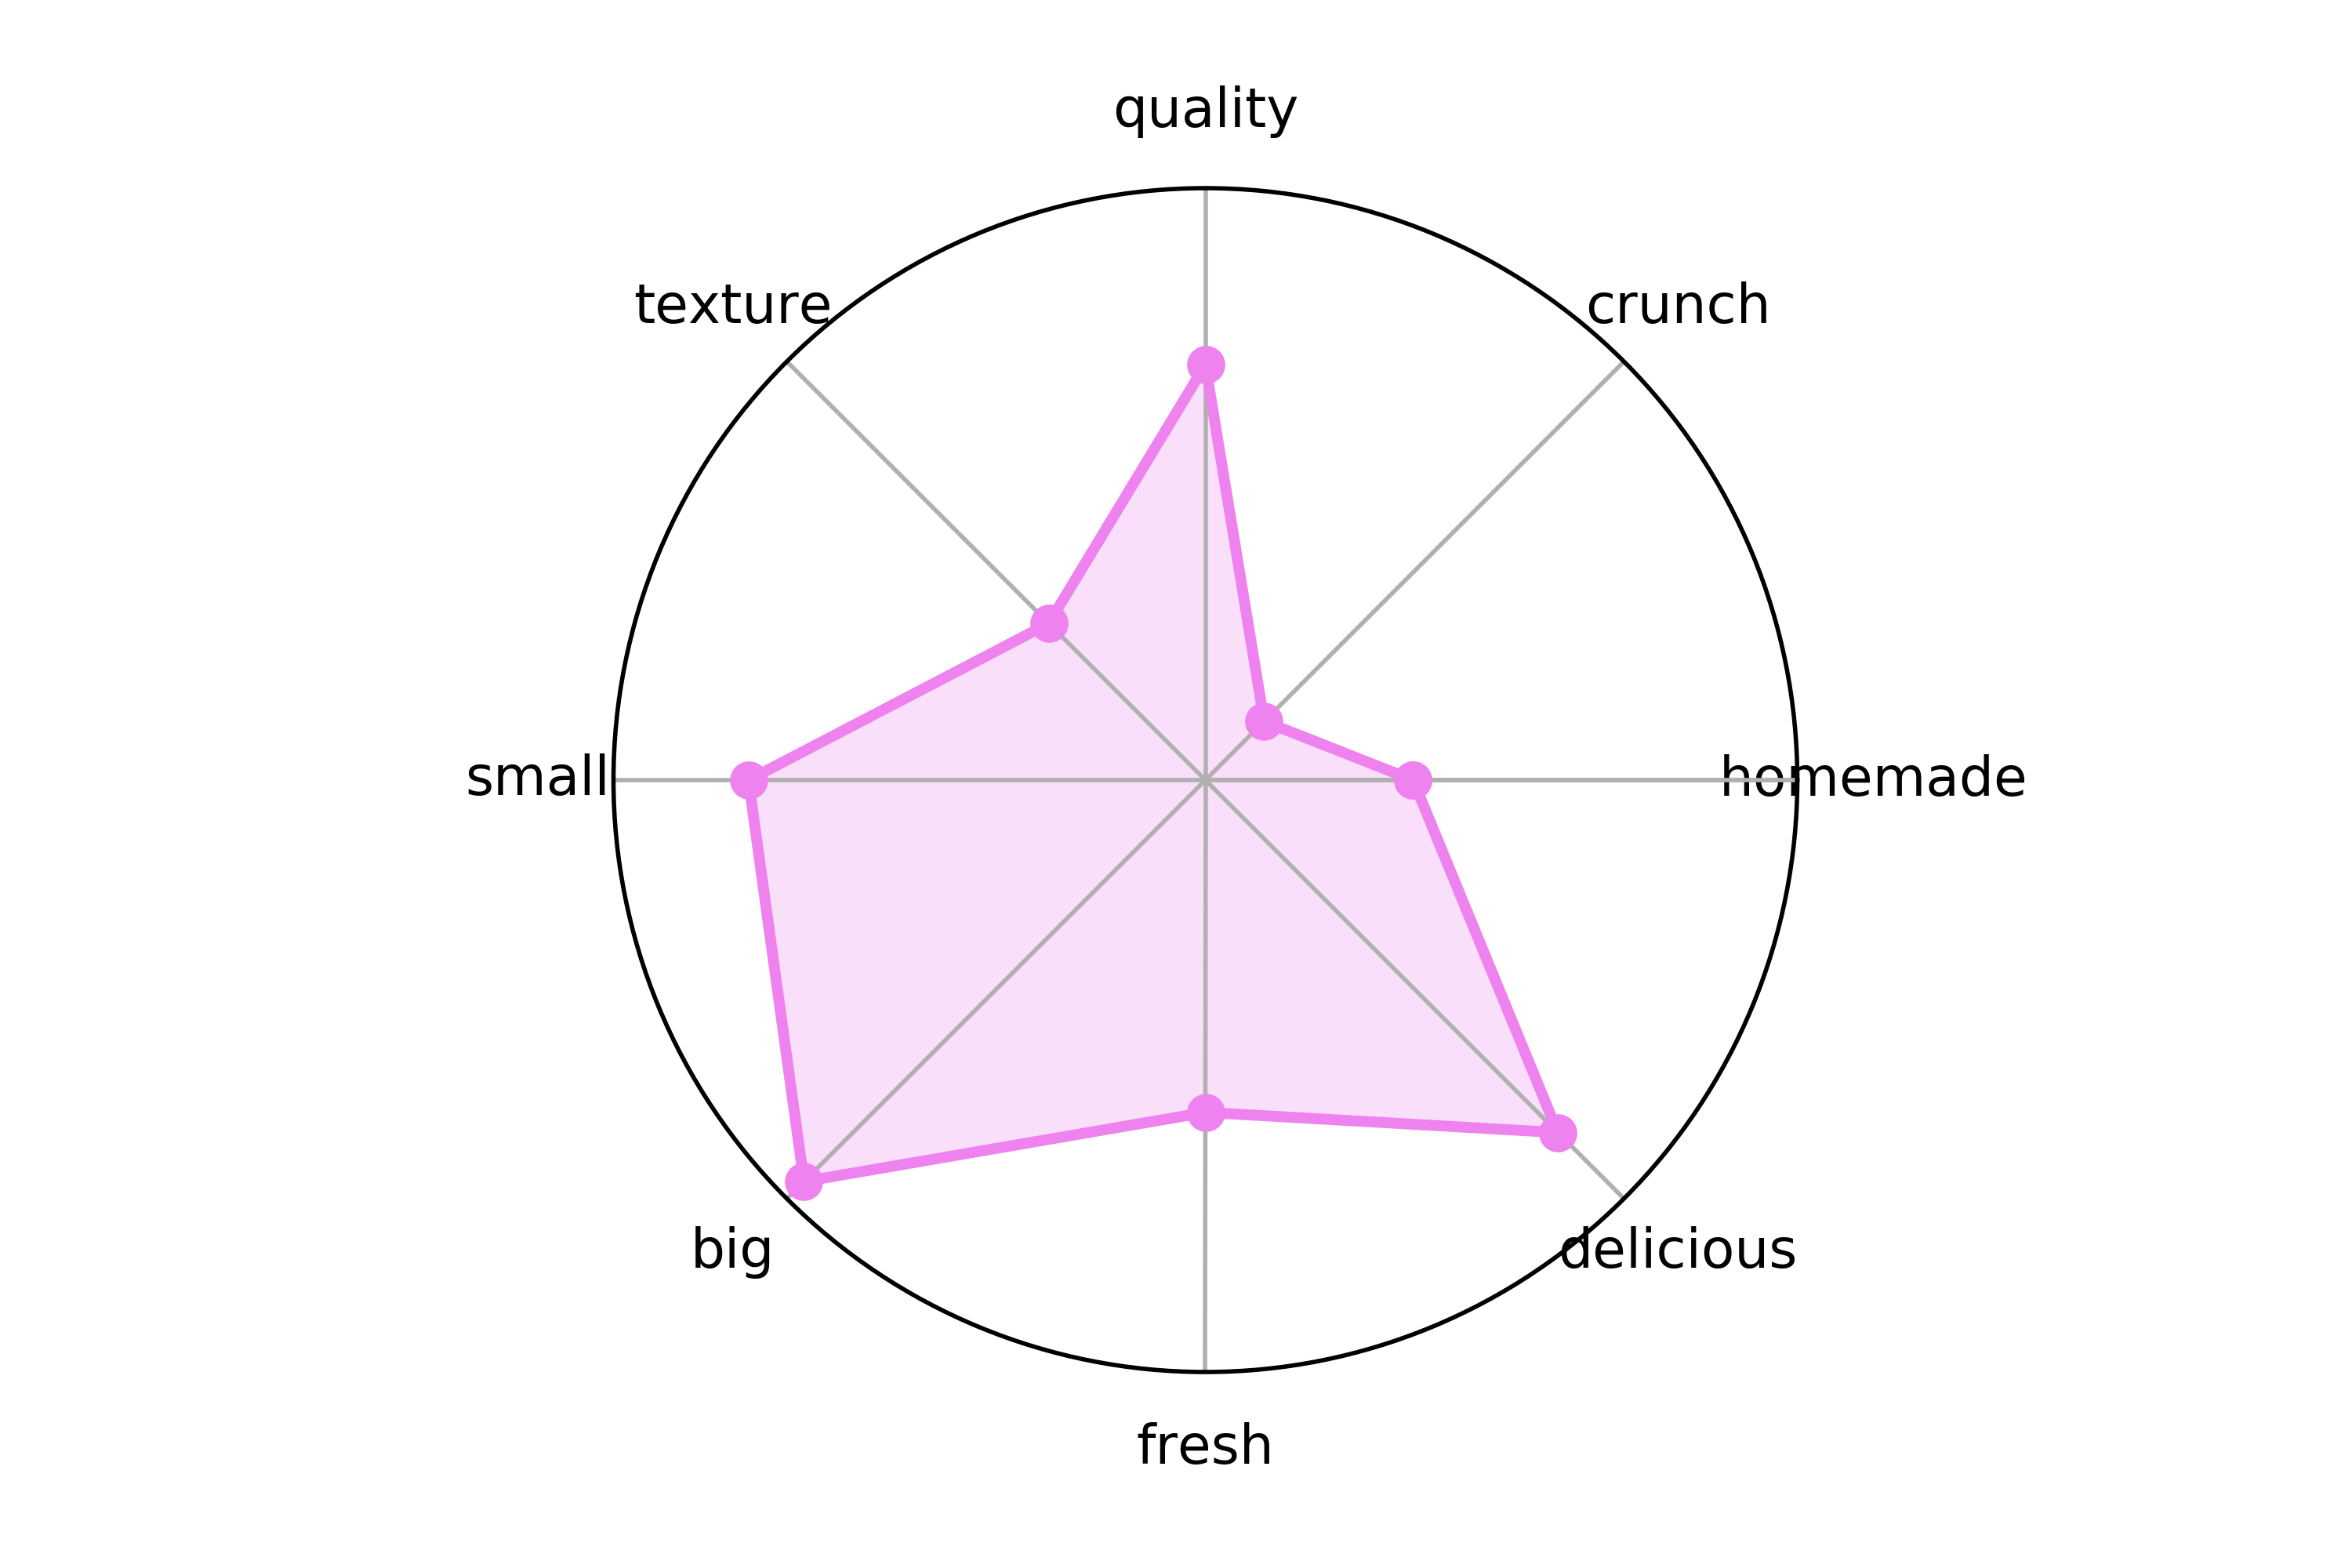 quality
texture
crunch
small
homemade
big
delicious
fresh